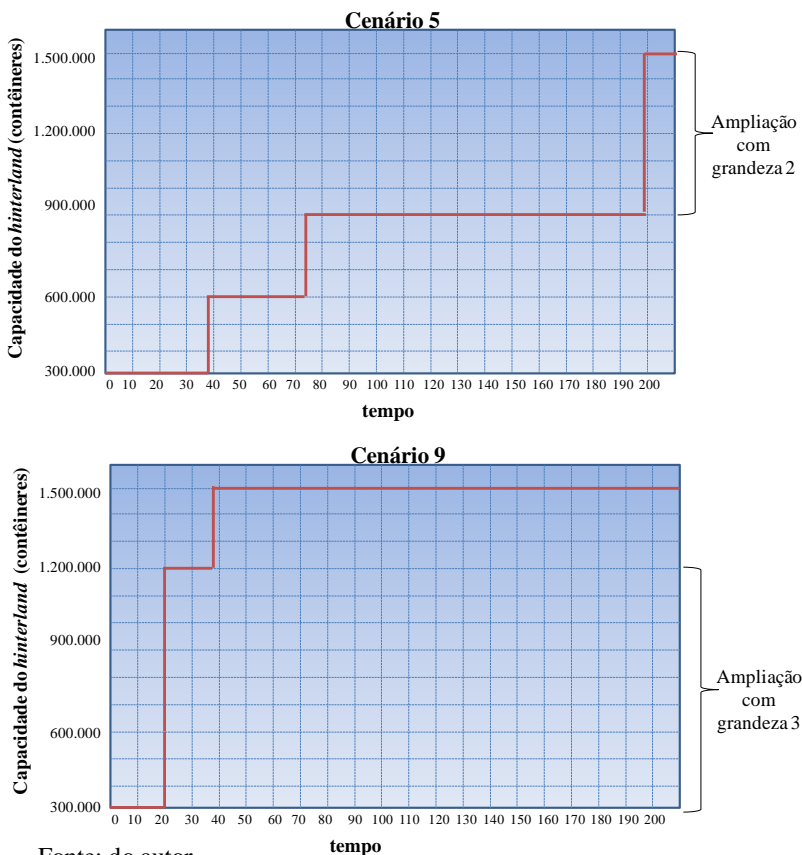 Cenário 5
Capacidade do hinterland (contêineres)
1.500.000
1.200.000
900.000
600.000
300.000
0 10 20 30 40 50 60 70 80 90 100 110 120 130 140 150 160 170 180 190 200
tempo
Ampliação
com
grandeza 2
Cenário 9
Capacidade do hinterland (contêineres)
1.500.000
1.200.000
900.000
600.000
300.000
0 10 20 30 40 50 60 70 80 90 100 110 120 130 140 150 160 170 180 190 200
tempo
Ampliação
com
grandeza 3
Fonte: do autor